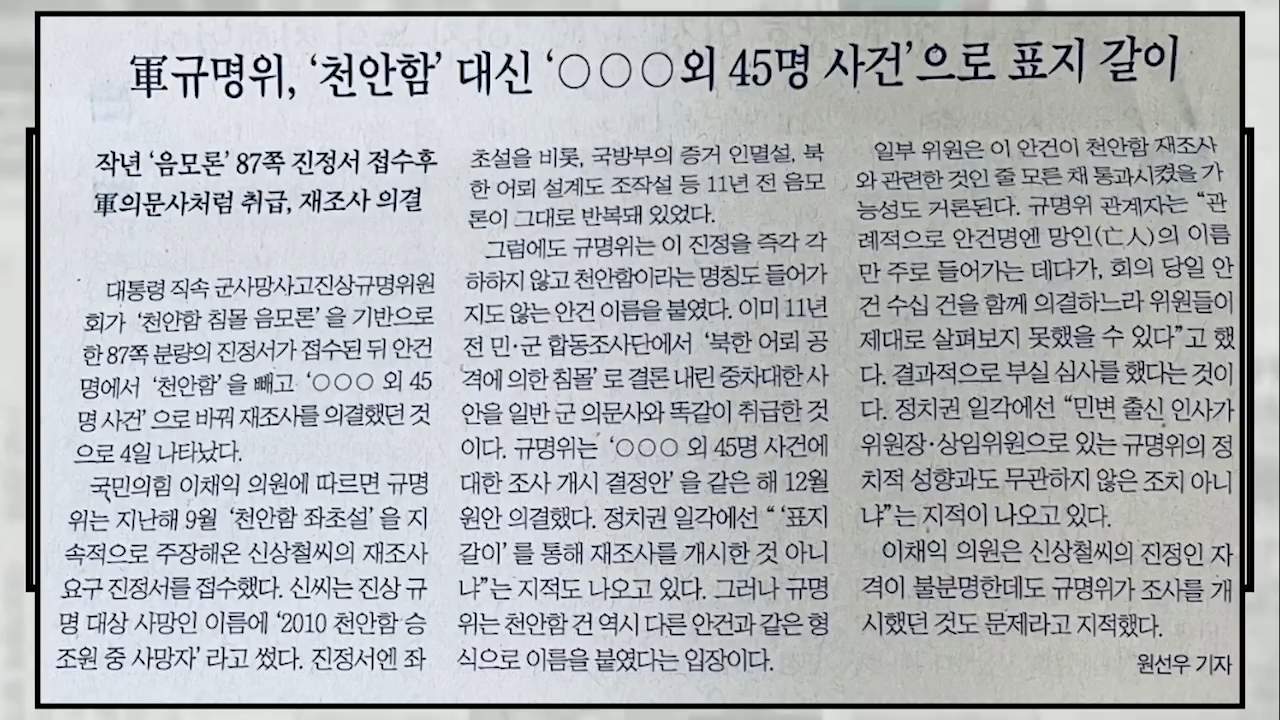 軍규명위, ‘천안함’ 대신 ‘○○○외 45명 사건’으로 표지 갈이
작년 ‘음모론’ 87쪽 진정서 접수후
軍의문사처럼 취급, 재조사 의결
대통령 직속 군사망사고진상규명위원
회가 ‘천안함 침몰 음모론’을 기반으로
한 87쪽 분량의 진정서가 접수된 뒤 안건
명에서 ‘천안함’을 빼고 ‘○○○ 외 45
명 사건’으로 바꿔 재조사를 의결했던 것
으로 4일 나타났다.
국민의힘 이채익 의원에 따르면 규명
위는 지난해 9월 ‘천안함 좌초설’을 지
속적으로 주장해온 신상철씨의 재조사
요구 진정서를 접수했다. 신씨는 진상 규
명 대상 사망인 이름에 ‘2010 천안함 승
조원 중 사망자’라고 썼다. 진정서엔 좌
초설을 비롯, 국방부의 증거 인멸설, 북
한 어뢰 설계도 조작설 등 11년 전 음모
론이 그대로 반복돼 있었다.
그럼에도 규명위는 이 진정을 즉각 각
하하지 않고 천안함이라는 명칭도 들어가
지도 않는 안건 이름을 붙였다. 이미 11년
전 민·군 합동조사단에서 ‘북한 어뢰 공
격에 의한 침몰’로 결론 내린 중차대한 사
안을 일반 군 의문사와 똑같이 취급한 것
이다. 규명위는 ‘○○○ 외 45명 사건에
대한 조사 개시 결정안’을 같은 해 12월
원안 의결했다. 정치권 일각에선 “‘표지
갈이’를 통해 재조사를 개시한 것 아니
냐”는 지적도 나오고 있다. 그러나 규명
위는 천안함 건 역시 다른 안건과 같은 형
식으로 이름을 붙였다는 입장이다.
일부 위원은 이 안건이 천안함 재조사
와 관련한 것인 줄 모른 채 통과시켰을 가
능성도 거론된다. 규명위 관계자는 “관
례적으로 안건명엔 망인(亡人)의 이름
만 주로 들어가는 데다가, 회의 당일 안
건 수십 건을 함께 의결하느라 위원들이
제대로 살펴보지 못했을 수 있다”고 했
다. 결과적으로 부실 심사를 했다는 것이
다. 정치권 일각에선 “민변 출신 인사가
위원장·상임위원으로 있는 규명위의 정
치적 성향과도 무관하지 않은 조치 아니
냐”는 지적이 나오고 있다.
이채익 의원은 신상철씨의 진정인 자
격이 불분명한데도 규명위가 조사를 개
시했던 것도 문제라고 지적했다.
원선우 기자